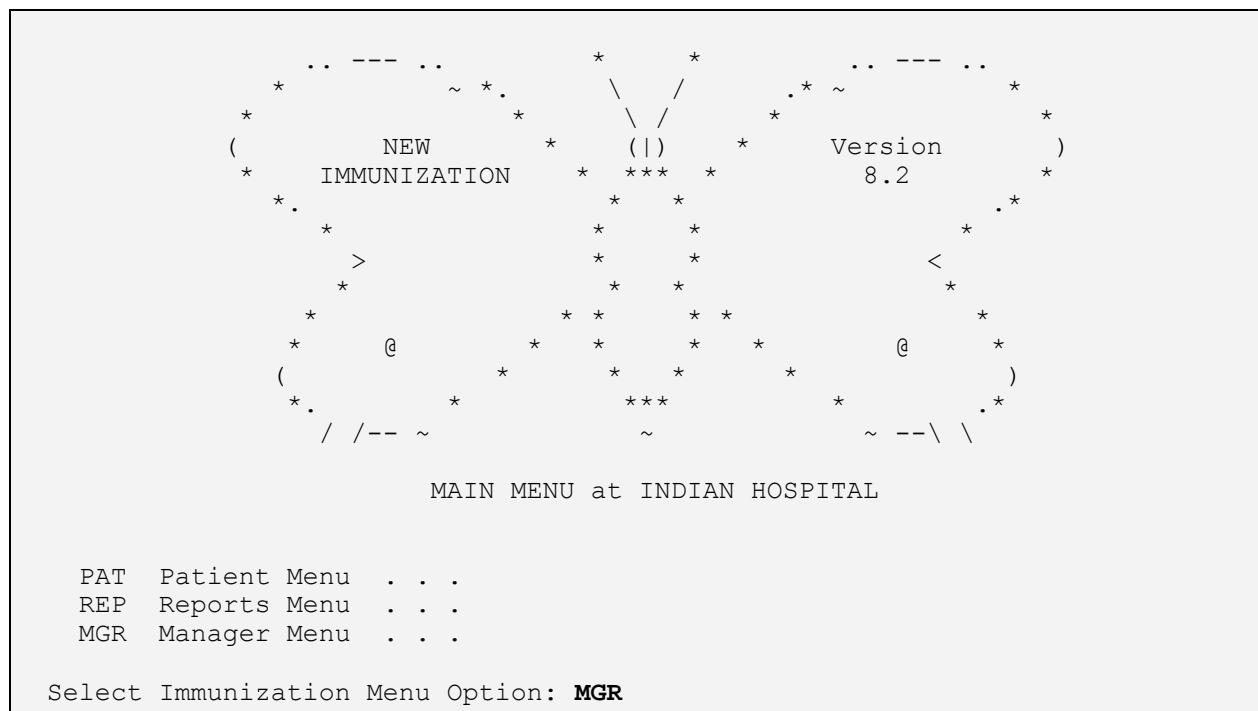 NEW Version
IMMUNIZATION 8.2
MAIN MENU at INDIAN HOSPITAL
PAT Patient Menu . . .
REP Reports Menu . . .
MGR Manager Menu . . .
Select Immunization Menu Option: MGR